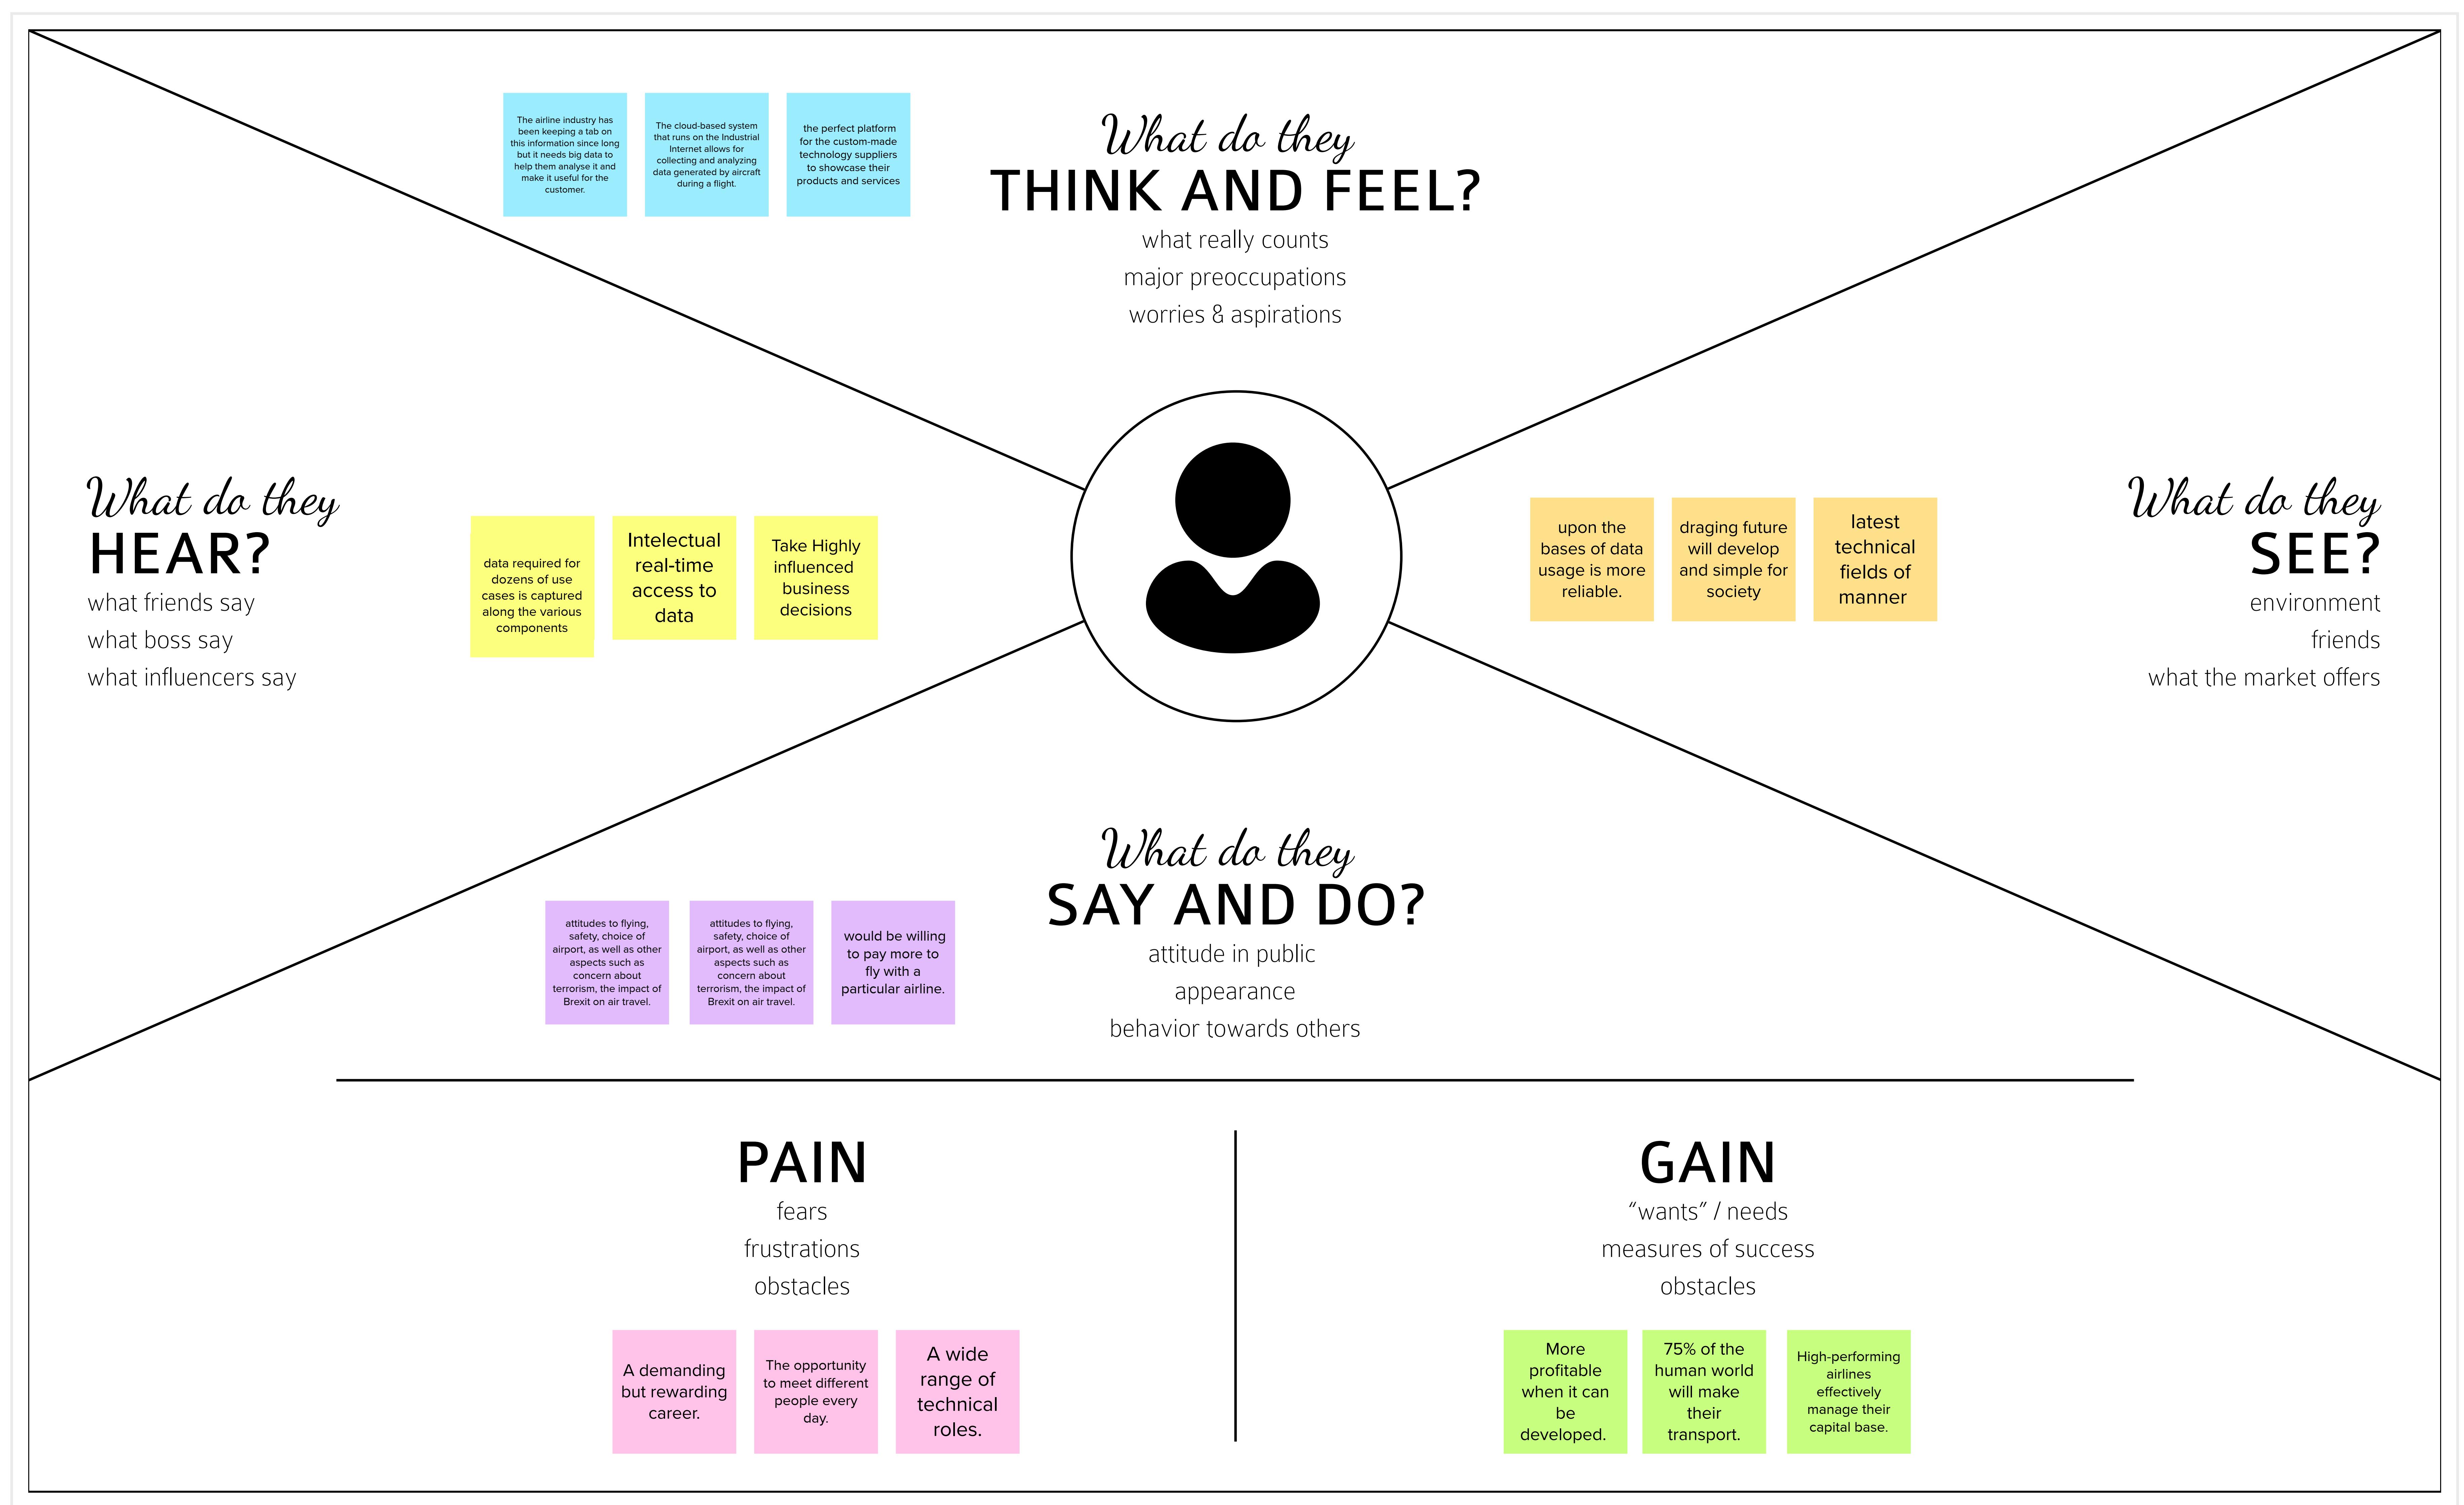 The airline industry has
been keeping a tab on
this information since long
but it needs big data to
help them analyse it and
make it useful for the
customer.
The cloud-based system
that runs on the Industrial
Internet allows for
collecting and analyzing
data generated by aircraft
during a flight.
the perfect platform
for the custom-made
technology suppliers
to showcase their
products and services
What do they
THINK AND FEEL?
what really counts
major preoccupations
worries & aspirations
What do they
HEAR?
what friends say
what boss say
what influencers say
data required for
dozens of use
cases is captured
along the various
components
Intelectual
real-time
access to
data
Take Highly
influenced
business
decisions
upon the
bases of data
usage is more
reliable.
draging future
will develop
and simple for
society
latest
technical
fields of
manner
What do they
SEE?
environment
friends
what the market offers
What do they
SAY AND DO?
attitude in public
appearance
behavior towards others
attitudes to flying,
safety, choice of
airport, as well as other
aspects such as
concern about
terrorism, the impact of
Brexit on air travel.
attitudes to flying,
safety, choice of
airport, as well as other
aspects such as
concern about
terrorism, the impact of
Brexit on air travel.
would be willing
to pay more to
fly with a
particular airline.
PAIN
fears
frustrations
obstacles
A demanding
but rewarding
career.
The opportunity
to meet different
people every
day.
A wide
range of
technical
roles.
GAIN
“wants” / needs
measures of success
obstacles
More
profitable
when it can
be
developed.
75% of the
human world
will make
their
transport.
High-performing
airlines
effectively
manage their
capital base.